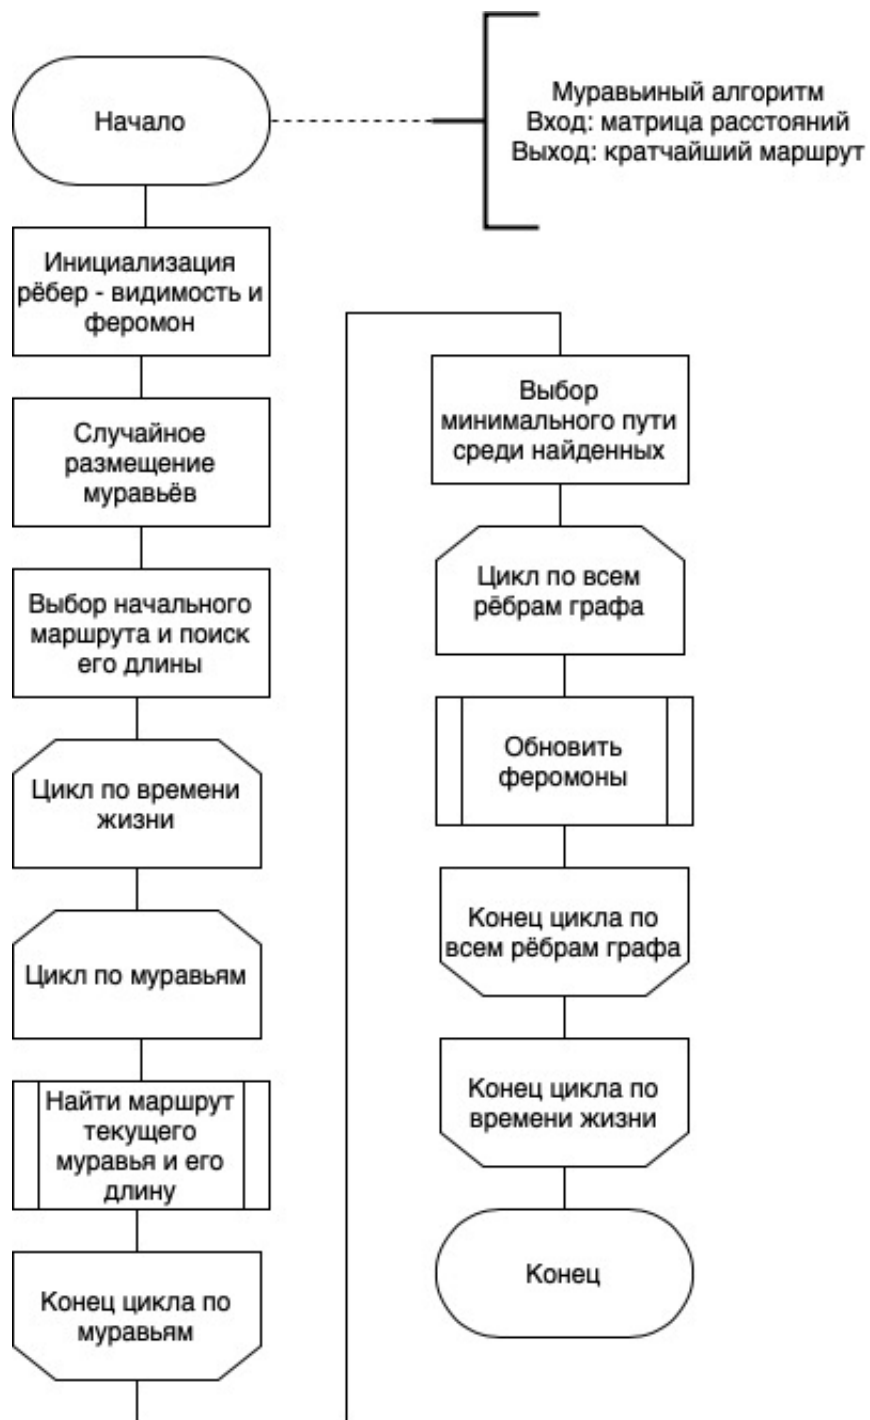 Начало
Муравьиный алгоритм
Вход: матрица расстояний
Выход: кратчайший маршрут
Инициализация
рёбер - видимость и
феромон
Случайное
размещение
муравьёв
Выбор начального
маршрута и поиск
его длины
Цикл по времени
жизни
Цикл по муравьям
Найти маршрут
текущего
муравья и его
длину
Конец цикла по
муравьям
Выбор
минимального пути
среди найденных
Цикл по всем
рёбрам графа
Обновить
феромоны
Конец цикла по
всем рёбрам графа
Конец цикла по
времени жизни
Конец